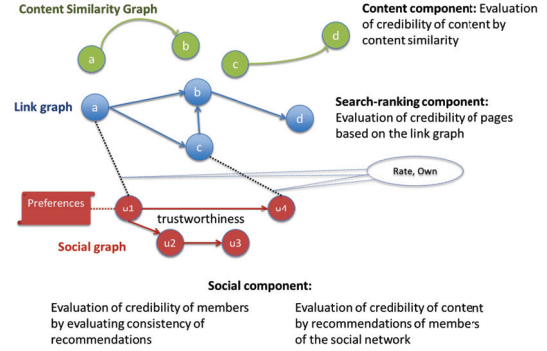 Content Similarity Graph
Content component: Evaluation
of credibility of content by
content similarity
a
b
c
d
Link graph
a
b
c
d
Search-ranking component:
Evaluation of credibility of pages
based on the link graph
Rate, Own
Preferences
u1
u4
trustworthiness
Social graph
u2
u3
Social component:
Evaluation of credibility of members
by evaluating consistency of
recommendations
Evaluation of credibility of content
by recommendations of members
of the social network